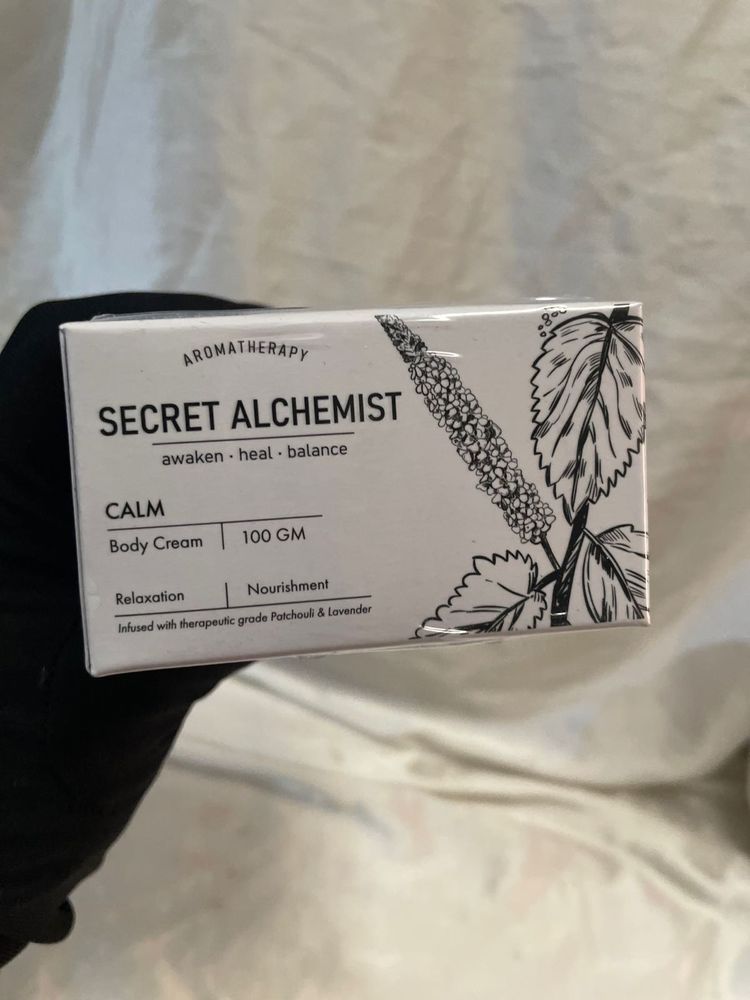 AROMATHERAPY
SECRET ALCHEMIST
awaken · heal · balance
CALM
Body Cream | 100 GM
Relaxation | Nourishment
Infused with therapeutic grade Patchouli & Lavender